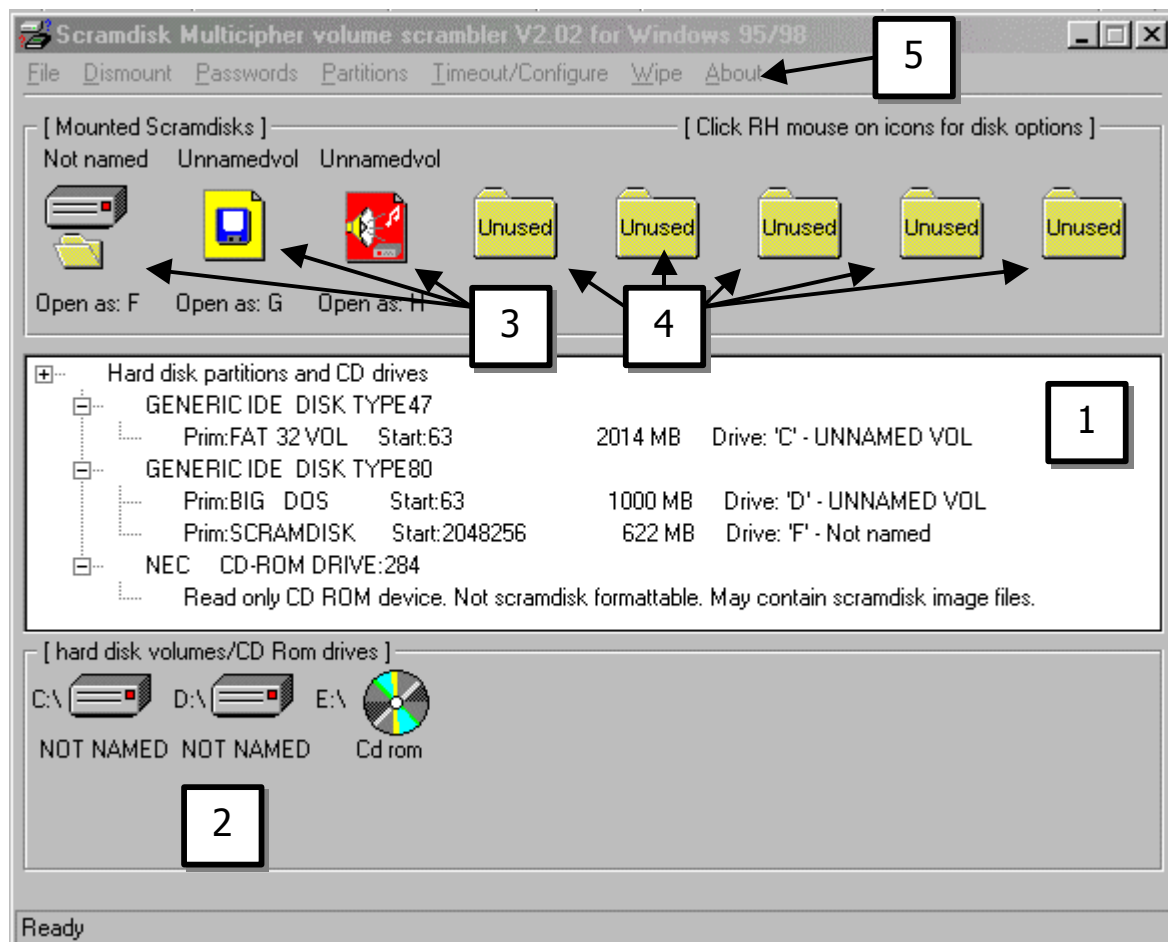 Scramdisk Multicipher volume scrambler V2.02 for Windows 95/98
5
File Dismount Passwords Partitions Timeout/Configure Wipe About
[ Mounted Scramdisks ] [ Click RH mouse on icons for disk options ]
Not named Unnamedvol Unnamedvol
Unused Unused Unused Unused Unused
Open as: F Open as: G Open as: H
3 4
Hard disk partitions and CD drives
1
GENERIC IDE DISK TYPE47
Prim:FAT 32 VOL Start:63 2014 MB Drive: 'C' - UNNAMED VOL
GENERIC IDE DISK TYPE80
Prim:BIG DOS Start:63 1000 MB Drive: 'D' - UNNAMED VOL
Prim:SCRAMDISK Start:2048256 622 MB Drive: 'F' - Not named
NEC CD-ROM DRIVE:284
Read only CD ROM device. Not scramdisk formattable. May contain scramdisk image files.
[ hard disk volumes/CD Rom drives ]
C:\ D:\ E:\
NOT NAMED NOT NAMED Cd rom
2
Ready